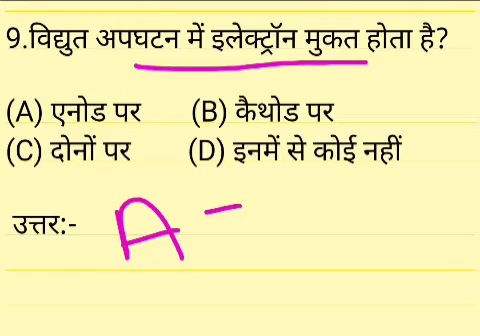 9.विद्युत अपघटन में इलेक्ट्रॉन मुकत होता है?
(A) एनोड पर (B) कैथोड पर
(C) दोनों पर (D) इनमें से कोई नहीं
उत्तर:- A -